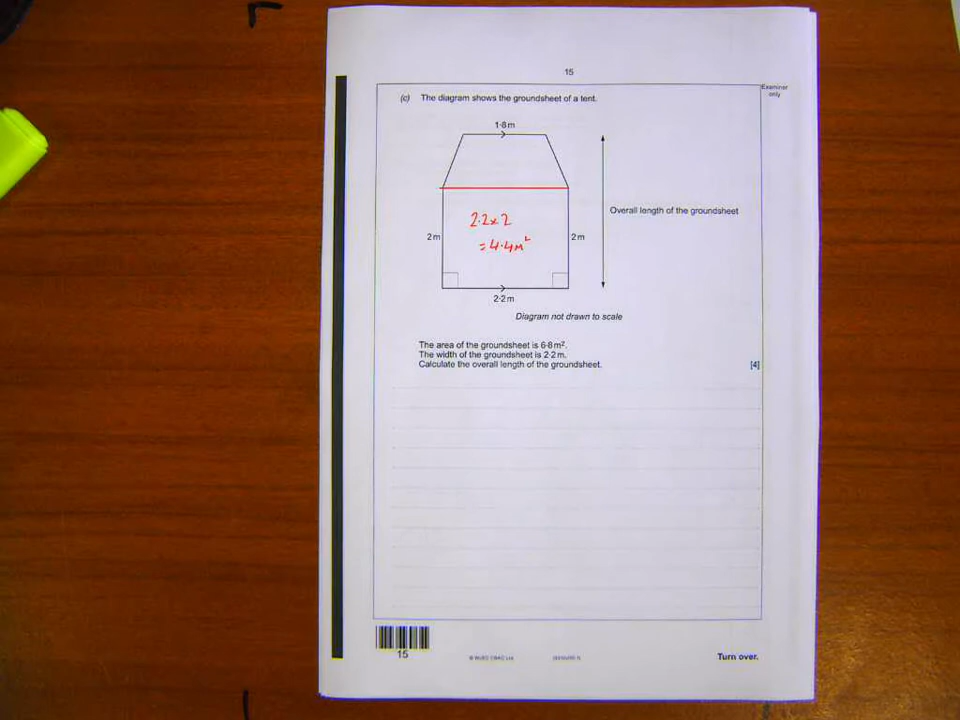 15
Examiner
only
(c) The diagram shows the groundsheet of a tent.
1·8 m
Overall length of the groundsheet
2.2 x 2
2 m
2 m
= 4.4m²
2·2 m
Diagram not drawn to scale
The area of the groundsheet is 6·8 m².
The width of the groundsheet is 2·2 m.
Calculate the overall length of the groundsheet. [4]
15
Turn over.